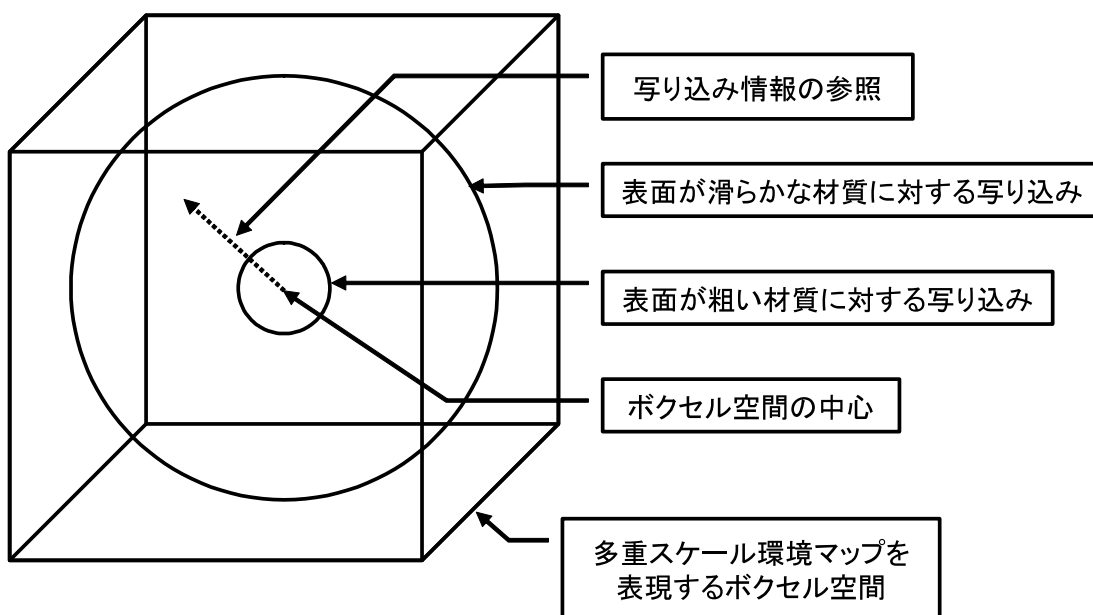 写り込み情報の参照
表面が滑らかな材質に対する写り込み
表面が粗い材質に対する写り込み
ボクセル空間の中心
多重スケール環境マップを
表現するボクセル空間